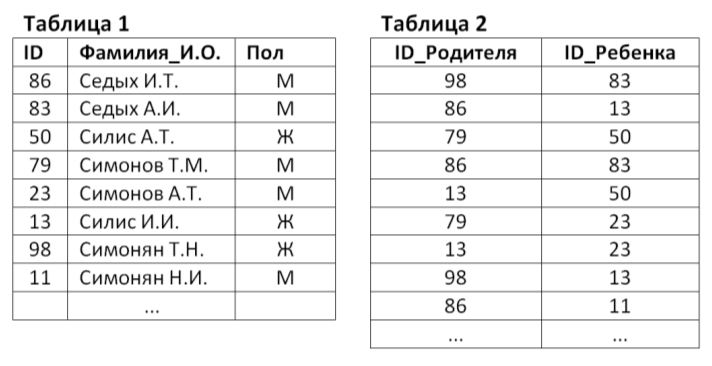 Таблица 1
ID Фамилия_И.О. Пол
86 Седых И.Т. М
83 Седых А.И. М
50 Силис А.Т. Ж
79 Симонов Т.М. М
23 Симонов А.Т. М
13 Силис И.И. Ж
98 Симонян Т.Н. Ж
11 Симонян Н.И. М
...
Таблица 2
ID_Родителя ID_Ребенка
98 83
86 13
79 50
86 83
13 50
79 23
13 23
98 13
86 11
... ...